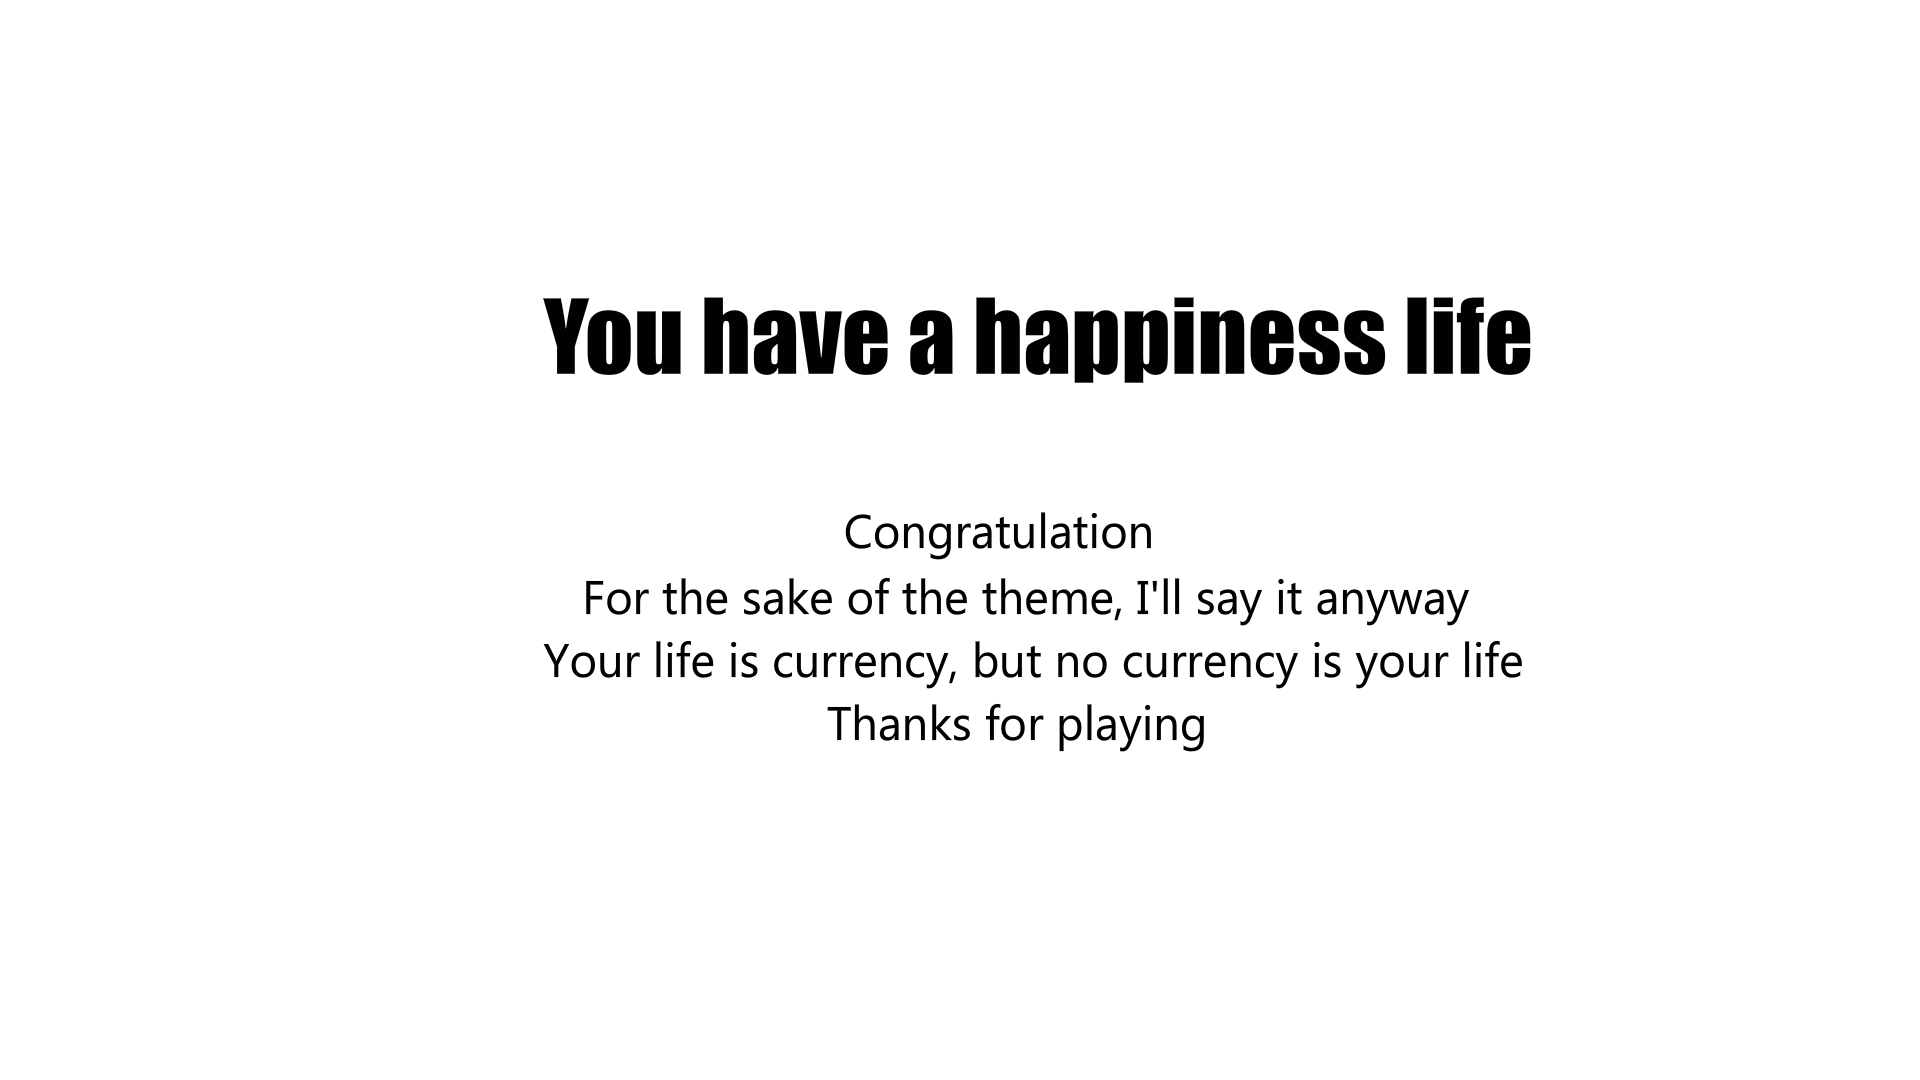 You have a happiness life
Congratulation
For the sake of the theme, I'll say it anyway
Your life is currency, but no currency is your life
Thanks for playing